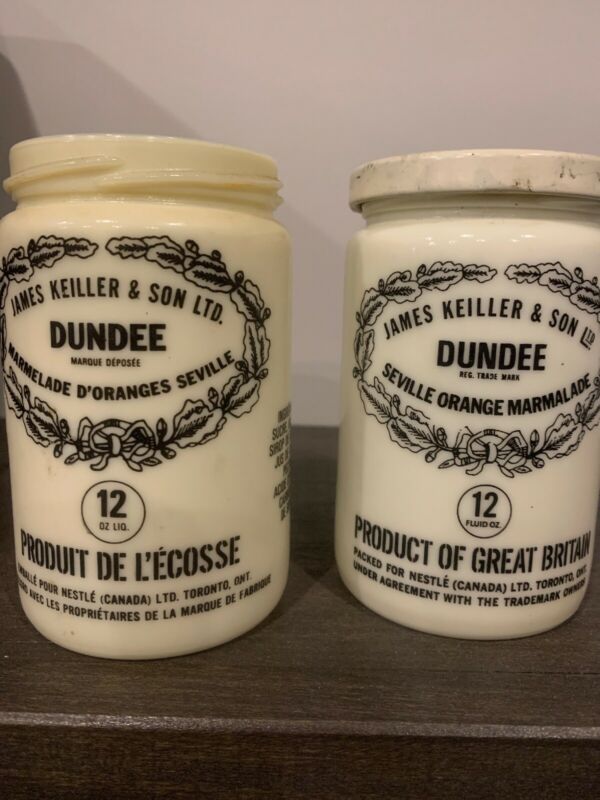 JAMES KEILLER & SON LTD.
DUNDEE
MARQUE DÉPOSÉE
MARMELADE D'ORANGES SEVILLE
12
OZ LIQ.
PRODUIT DE L'ÉCOSSE
POUR NESTLÉ (CANADA) LTD. TORONTO, ONT.
AVEC LES PROPRIÉTAIRES DE LA MARQUE DE FABRIQUE
JAMES KEILLER & SON LTD
DUNDEE
REG. TRADE MARK
SEVILLE ORANGE MARMALADE
12
FLUID OZ.
PRODUCT OF GREAT BRITAIN
PACKED FOR NESTLÉ (CANADA) LTD. TORONTO, ONT.
UNDER AGREEMENT WITH THE TRADEMARK OWNERS